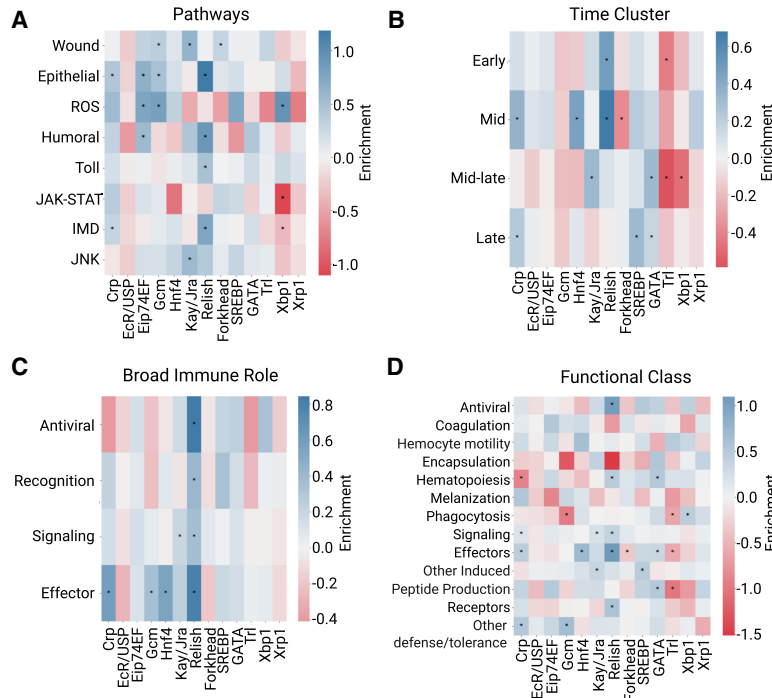 A
Pathways
Wound
Epithelial
ROS
Humoral
Toll
JAK-STAT
IMD
JNK
Crp
EcR/USP
Eip74EF
Gcm
Hnf4
Kay/Jra
Relish
Forkhead
SREBP
GATA
Trl
Xbp1
Xrp1
1.0
0.5
0.0
-0.5
-1.0
Enrichment
B
Time Cluster
Early
Mid
Mid-late
Late
Crp
EcR/USP
Eip74EF
Gcm
Hnf4
Kay/Jra
Relish
Forkhead
SREBP
GATA
Trl
Xbp1
Xrp1
0.6
0.4
0.2
0.0
-0.2
-0.4
Enrichment
C
Broad Immune Role
Antiviral
Recognition
Signaling
Effector
Crp
EcR/USP
Eip74EF
Gcm
Hnf4
Kay/Jra
Relish
Forkhead
SREBP
GATA
Trl
Xbp1
Xrp1
0.8
0.6
0.4
0.2
0.0
-0.2
-0.4
Enrichment
D
Functional Class
Antiviral
Coagulation
Hemocyte motility
Encapsulation
Hematopoiesis
Melanization
Phagocytosis
Signaling
Effectors
Other Induced
Peptide Production
Receptors
Other
defense/tolerance
Crp
EcR/USP
Eip74EF
Gcm
Hnf4
Kay/Jra
Relish
Forkhead
SREBP
GATA
Trl
Xbp1
Xrp1
1.0
0.5
0.0
-0.5
-1.0
-1.5
Enrichment